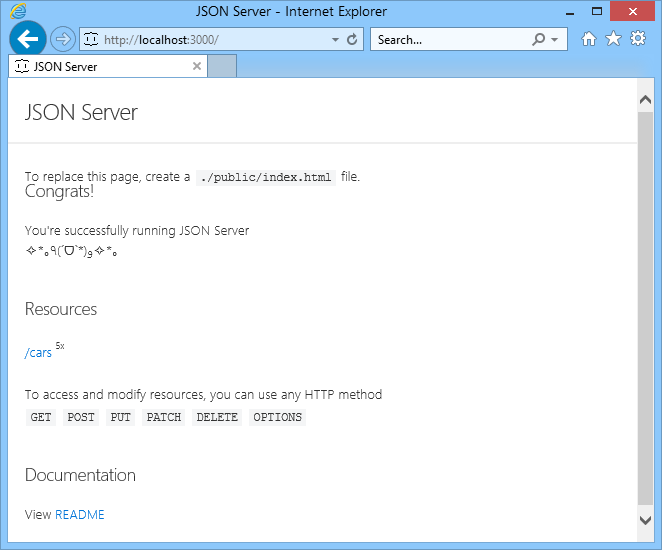 JSON Server - Internet Explorer
http://localhost:3000/
Search...
JSON Server
JSON Server
To replace this page, create a ./public/index.html file.
Congrats!
You're successfully running JSON Server
✧*｡٩(ˊᗜˋ*)و✧*｡
Resources
/cars 5x
To access and modify resources, you can use any HTTP method
GET POST PUT PATCH DELETE OPTIONS
Documentation
View README